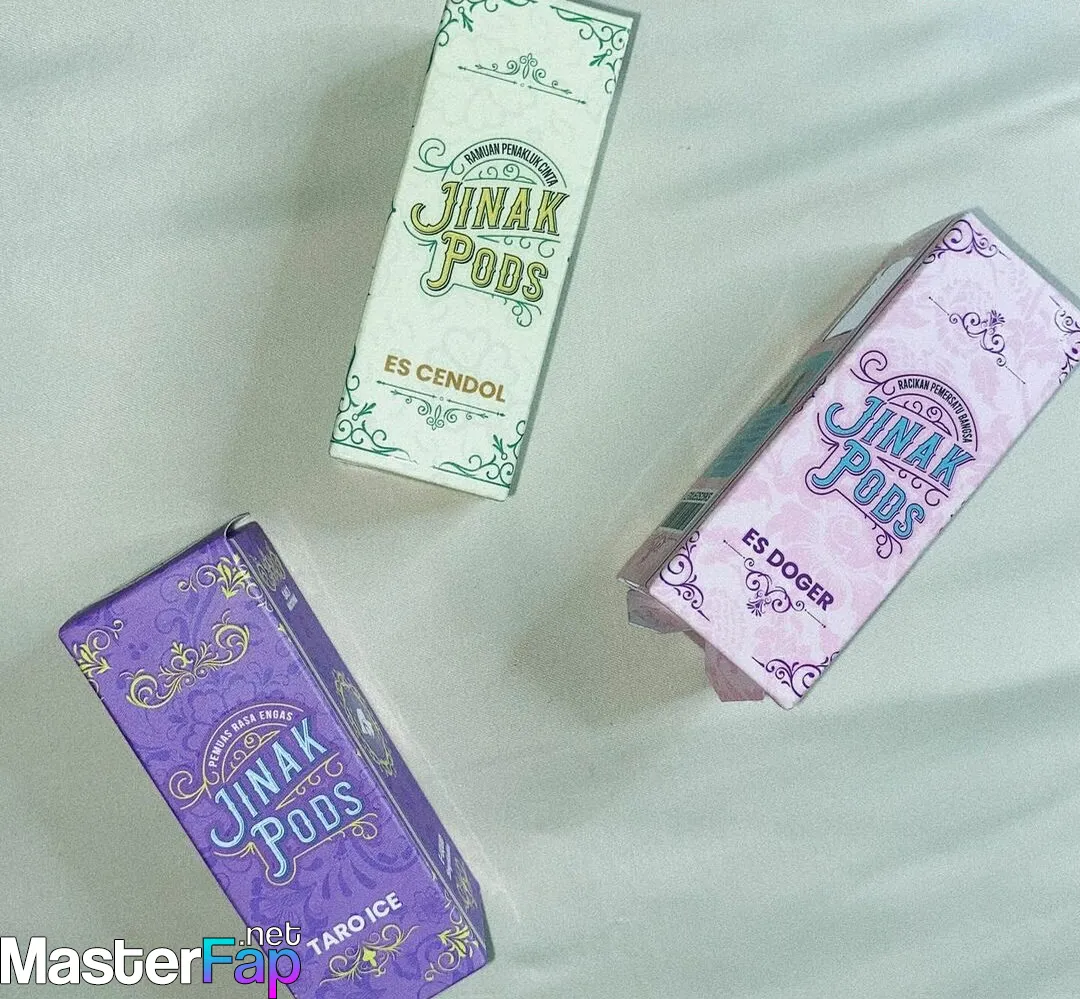 RAMUAN PENAKLUK CINTA
JINAK
PODS
ES CENDOL
RACIKAN PEMERSATU BANGSA
JINAK
PODS
ES DOGER
PEMUAS RASA ENGAS
JINAK
PODS
TARO ICE
MasterFap.net